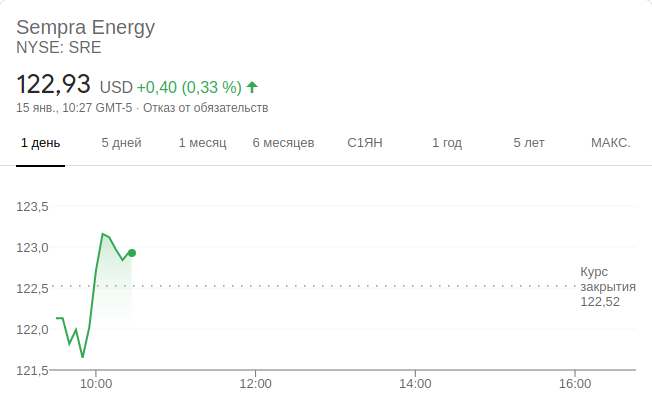 Sempra Energy
NYSE: SRE
122,93 USD +0,40 (0,33 %)
15 янв., 10:27 GMT-5 · Отказ от обязательств
1 день 5 дней 1 месяц 6 месяцев С1ЯН 1 год 5 лет МАКС.
123,5
123,0
Курс
закрытия
122,52
122,5
122,0
121,5
10:00 12:00 14:00 16:00